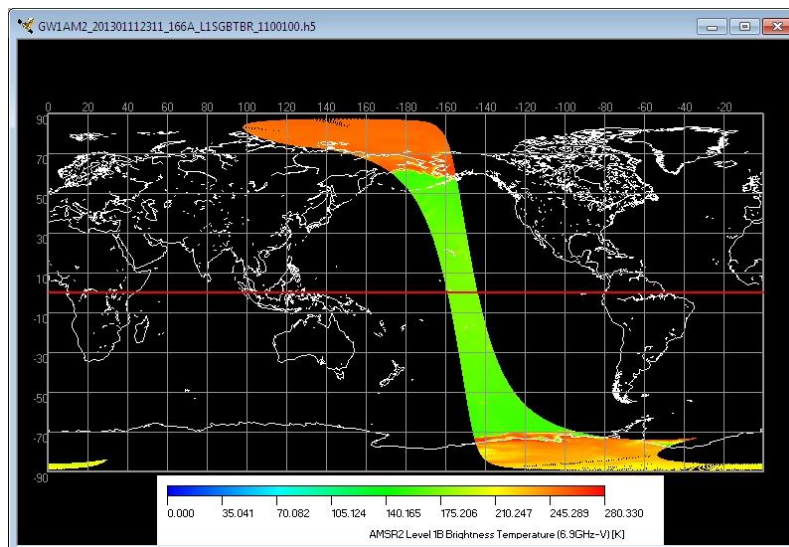 GW1AM2_201301112311_166A_L1SGBTBR_1100100.h5
0 20 40 60 80 100 120 140 160 -180 -160 -140 -120 -100 -80 -60 -40 -20
90
70
50
30
10
-10
-30
-50
-70
-90
0.000 35.041 70.082 105.124 140.165 175.206 210.247 245.289 280.330
AMSR2 Level 1B Brightness Temperature (6.9GHz-V) [K]